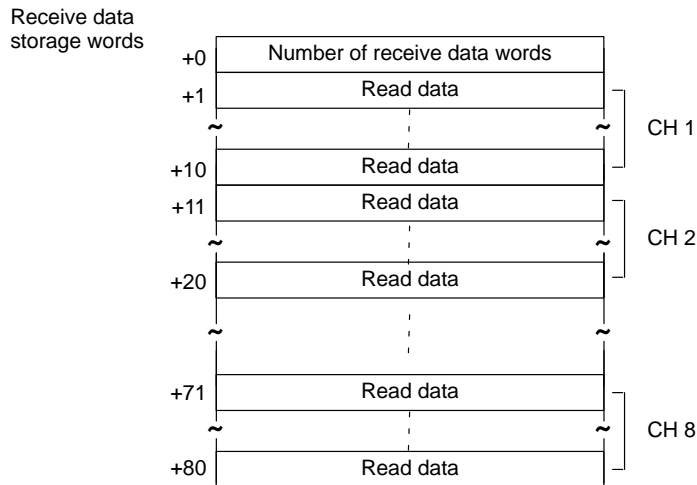 Receive data
storage words
+0 Number of receive data words
+1 Read data
CH 1
+10 Read data
+11 Read data
CH 2
+20 Read data
+71 Read data
CH 8
+80 Read data